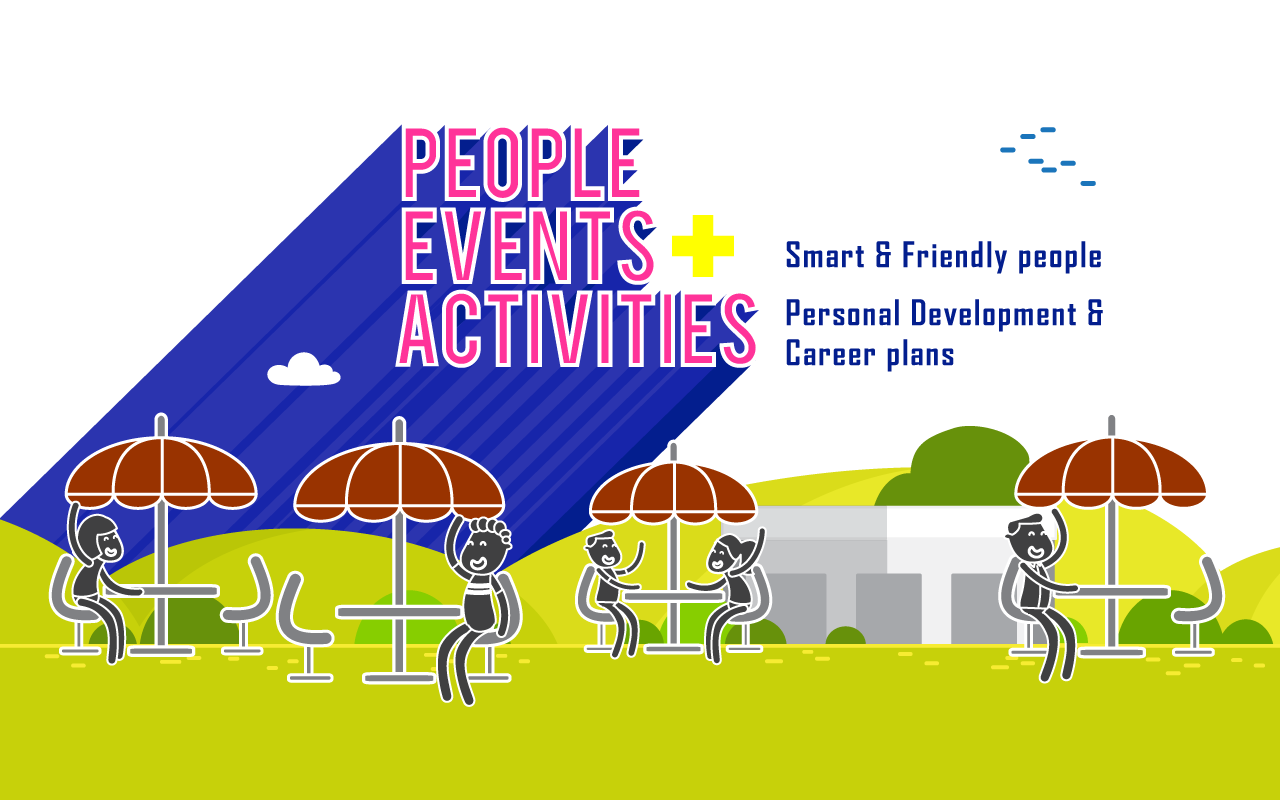 PEOPLE
EVENTS +
ACTIVITIES
Smart & Friendly people
Personal Development &
Career plans